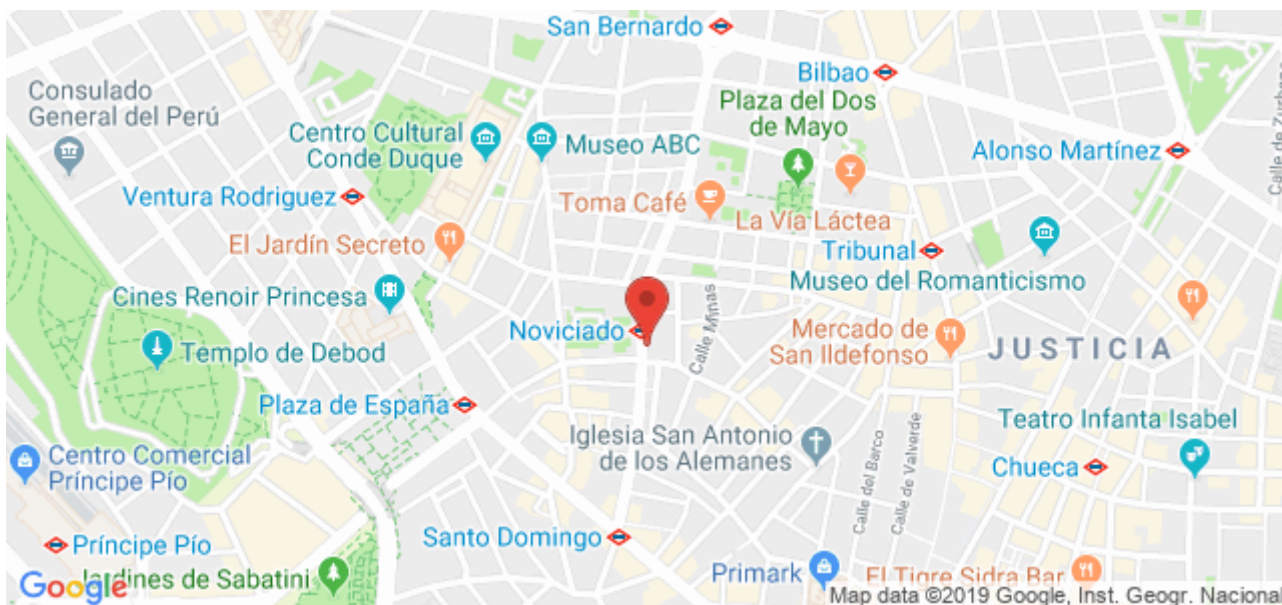 San Bernardo
Bilbao
Consulado
General del Perú
Plaza del Dos
de Mayo
Centro Cultural
Conde Duque
Museo ABC
Alonso Martínez
Calle de Zurbano
Ventura Rodriguez
Toma Café
La Vía Láctea
El Jardín Secreto
Tribunal
Museo del Romanticismo
Cines Renoir Princesa
Calle Minas
Noviciado
Mercado de
San Ildefonso
JUSTICIA
Templo de Debod
Plaza de España
Teatro Infanta Isabel
Iglesia San Antonio
de los Alemanes
Calle del Barco
Calle de Valverde
Centro Comercial
Príncipe Pío
Chueca
Santo Domingo
Príncipe Pío
Primark
El Tigre Sidra Bar
Jardines de Sabatini
Google
Map data ©2019 Google, Inst. Geogr. Naciona